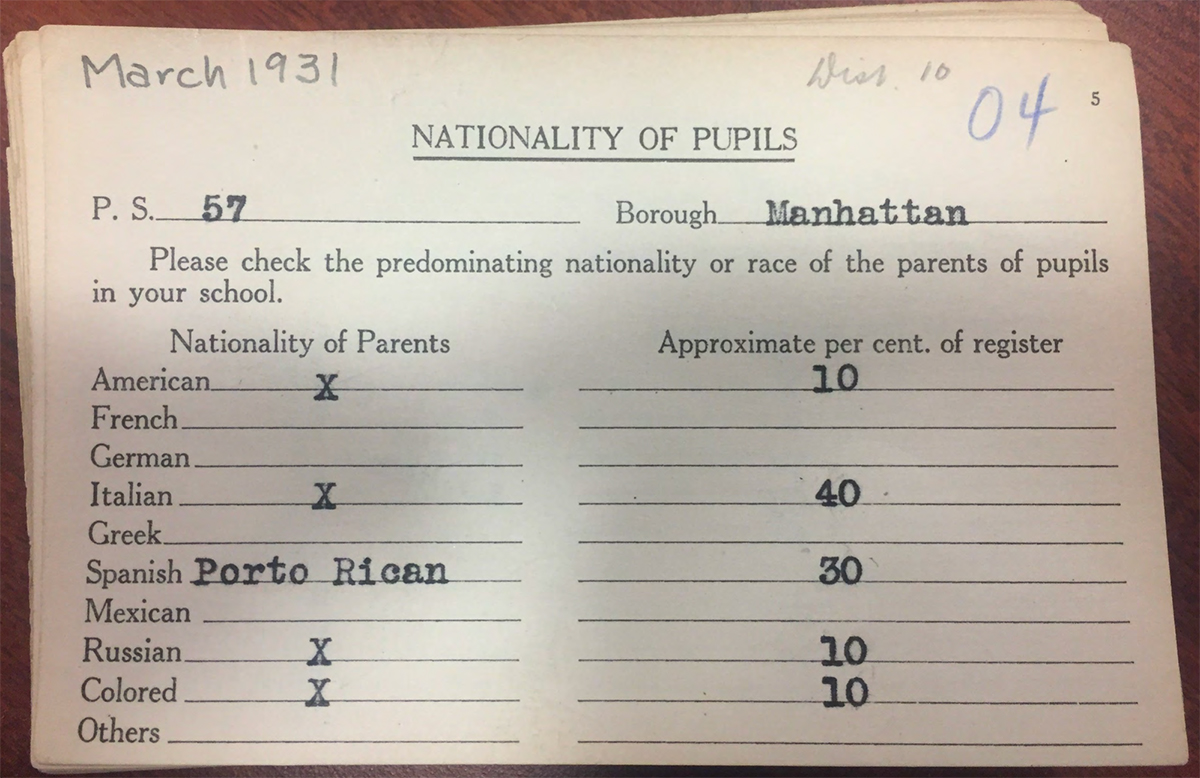 March 1931 Dist. 10
04 5
NATIONALITY OF PUPILS
P. S. 57 Borough Manhattan
Please check the predominating nationality or race of the parents of pupils
in your school.
Nationality of Parents Approximate per cent. of register
American X 10
French
German
Italian X 40
Greek
Spanish Porto Rican 30
Mexican
Russian X 10
Colored X 10
Others